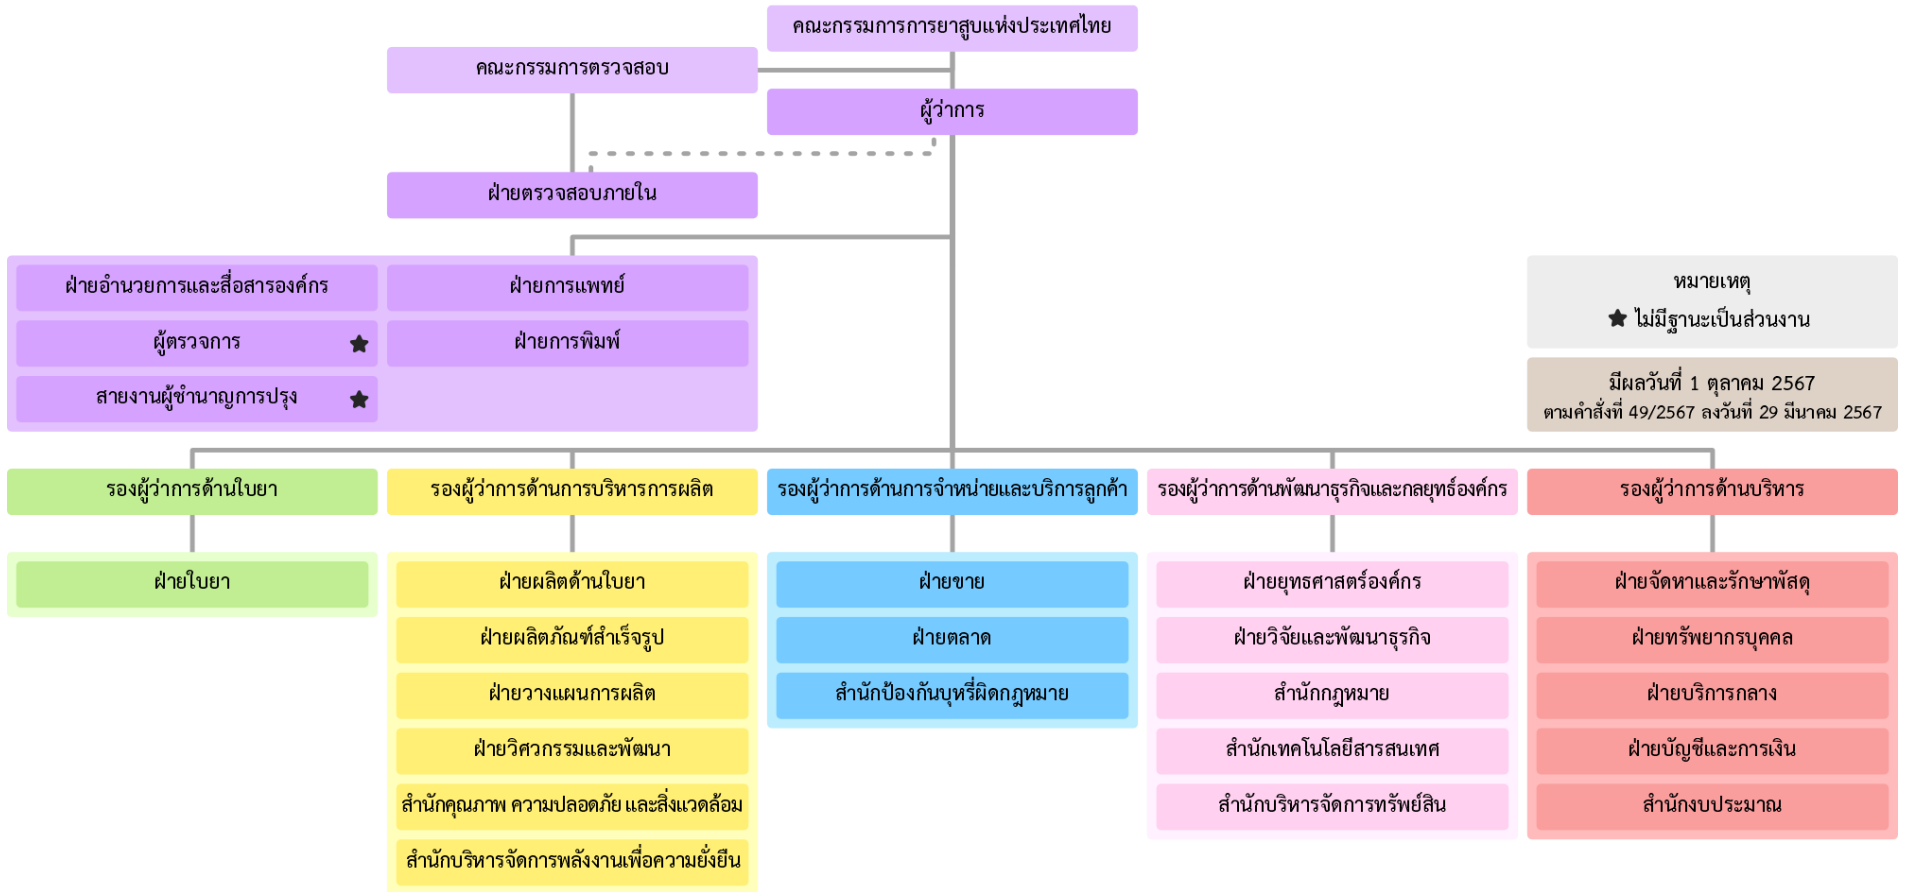 คณะกรรมการการยาสูบแห่งประเทศไทย
คณะกรรมการตรวจสอบ
ผู้ว่าการ
ฝ่ายตรวจสอบภายใน
ฝ่ายอำนวยการและสื่อสารองค์กร
ฝ่ายการแพทย์
ผู้ตรวจการ ★
ฝ่ายการพิมพ์
สายงานผู้ชำนาญการปรุง ★
หมายเหตุ
★ ไม่มีฐานะเป็นส่วนงาน
มีผลวันที่ 1 ตุลาคม 2567
ตามคำสั่งที่ 49/2567 ลงวันที่ 29 มีนาคม 2567
รองผู้ว่าการด้านใบยา
ฝ่ายใบยา
รองผู้ว่าการด้านการบริหารการผลิต
ฝ่ายผลิตด้านใบยา
ฝ่ายผลิตภัณฑ์สำเร็จรูป
ฝ่ายวางแผนการผลิต
ฝ่ายวิศวกรรมและพัฒนา
สำนักคุณภาพ ความปลอดภัย และสิ่งแวดล้อม
สำนักบริหารจัดการพลังงานเพื่อความยั่งยืน
รองผู้ว่าการด้านการจำหน่ายและบริการลูกค้า
ฝ่ายขาย
ฝ่ายตลาด
สำนักป้องกันบุหรี่ผิดกฎหมาย
รองผู้ว่าการด้านพัฒนาธุรกิจและกลยุทธ์องค์กร
ฝ่ายยุทธศาสตร์องค์กร
ฝ่ายวิจัยและพัฒนาธุรกิจ
สำนักกฎหมาย
สำนักเทคโนโลยีสารสนเทศ
สำนักบริหารจัดการทรัพย์สิน
รองผู้ว่าการด้านบริหาร
ฝ่ายจัดหาและรักษาพัสดุ
ฝ่ายทรัพยากรบุคคล
ฝ่ายบริการกลาง
ฝ่ายบัญชีและการเงิน
สำนักงบประมาณ